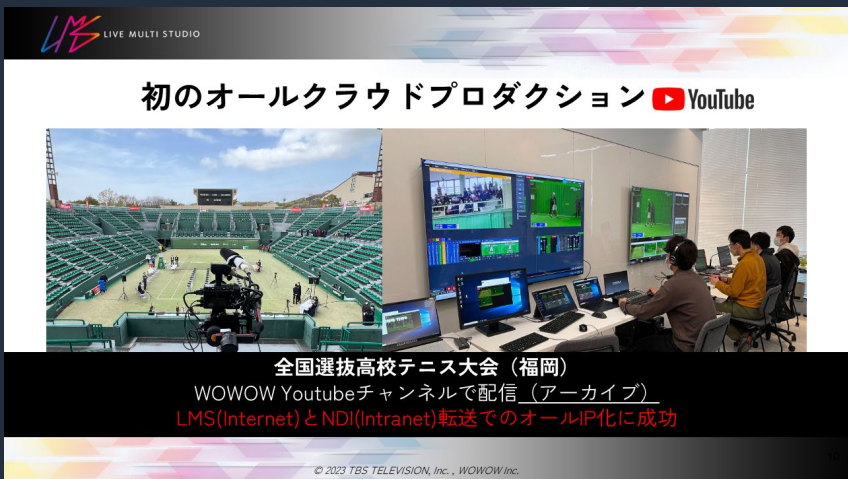 LMS LIVE MULTI STUDIO
初のオールクラウドプロダクション YouTube
全国選抜高校テニス大会（福岡）
WOWOW Youtubeチャンネルで配信（アーカイブ）
LMS(Internet)とNDI(Intranet)転送でのオールIP化に成功
© 2023 TBS TELEVISION, Inc. , WOWOW Inc.